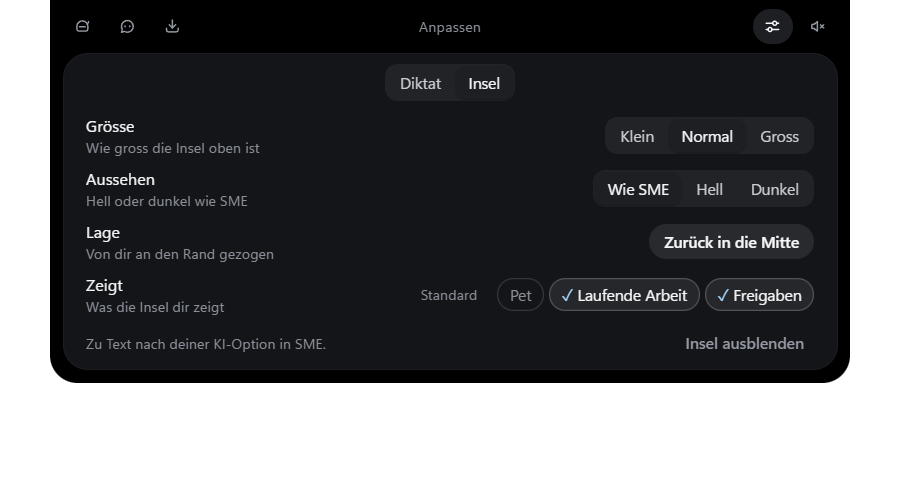 Anpassen
Diktat Insel
Grösse
Wie gross die Insel oben ist
Klein Normal Gross
Aussehen
Hell oder dunkel wie SME
Wie SME Hell Dunkel
Lage
Von dir an den Rand gezogen
Zurück in die Mitte
Zeigt
Was die Insel dir zeigt
Standard Pet ✓ Laufende Arbeit ✓ Freigaben
Zu Text nach deiner KI-Option in SME.
Insel ausblenden